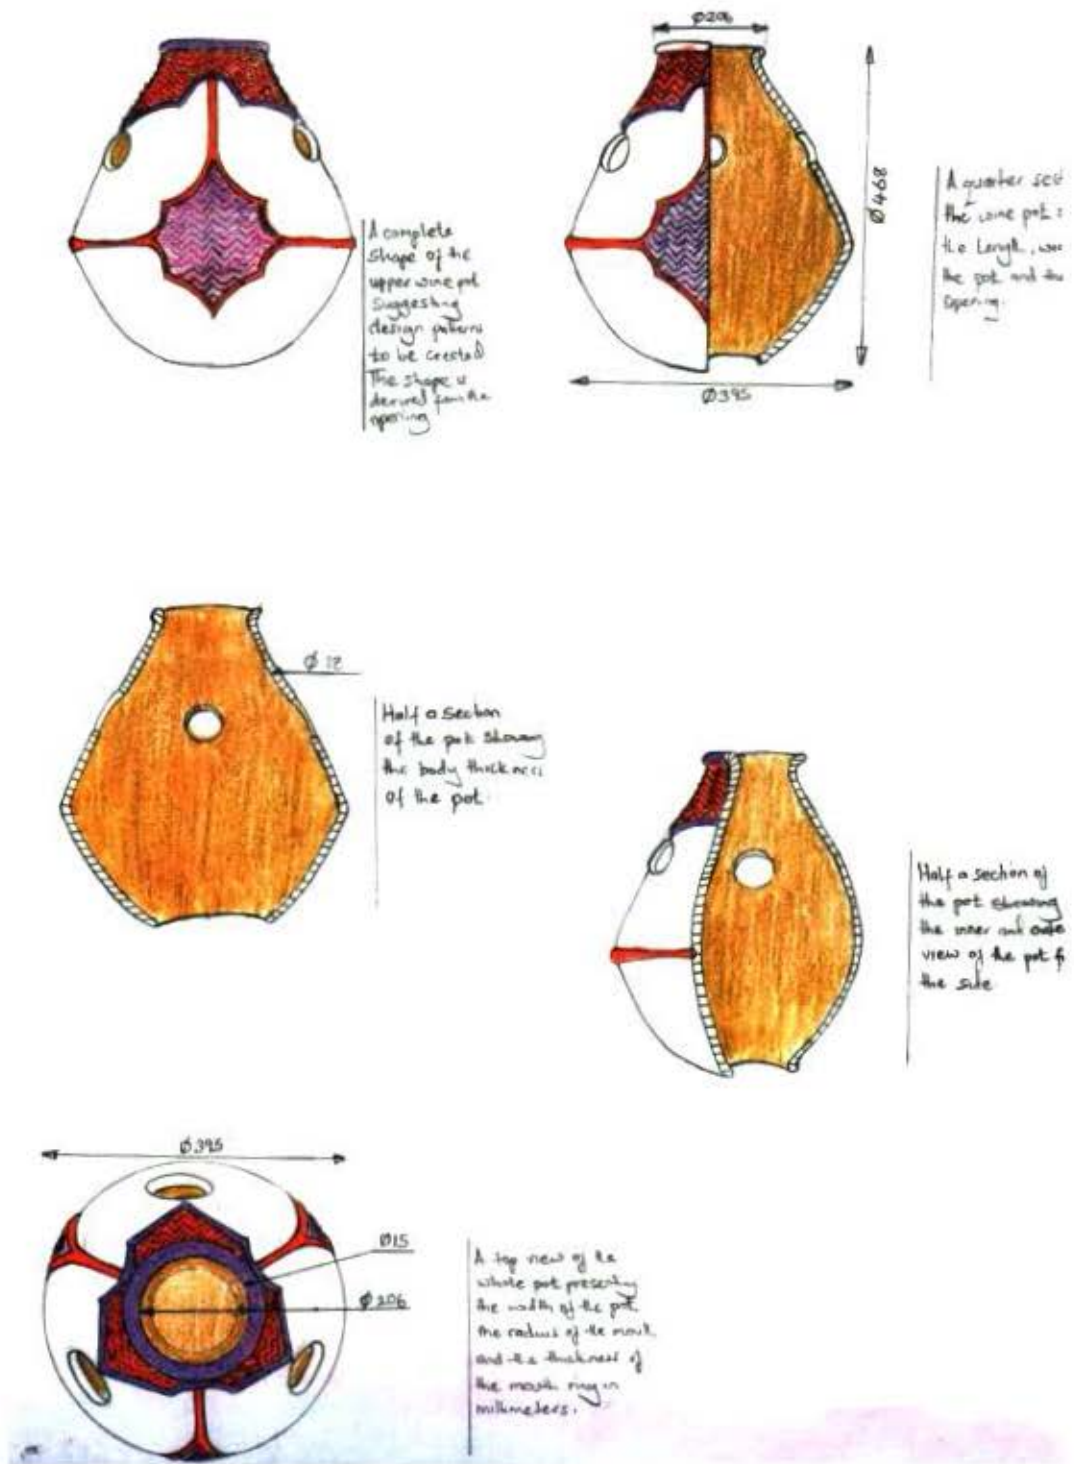 A complete
shape of the
upper wine pot
suggesting
design patterns
to be created
The shape is
derived from the
opening
Ø206
Ø468
Ø395
A quarter
the wine pot
the length,
the pot and the
opening.
Ø 12
Half a section
of the pot showing
the body thickness
of the pot.
Half a section of
the pot showing
the inner and
view of the pot
the side
Ø395
Ø15
Ø206
A top view of the
whole pot presenting
the width of the pot.
the radius of the mouth
and the thickness of
the mouth ring in
millimeters.